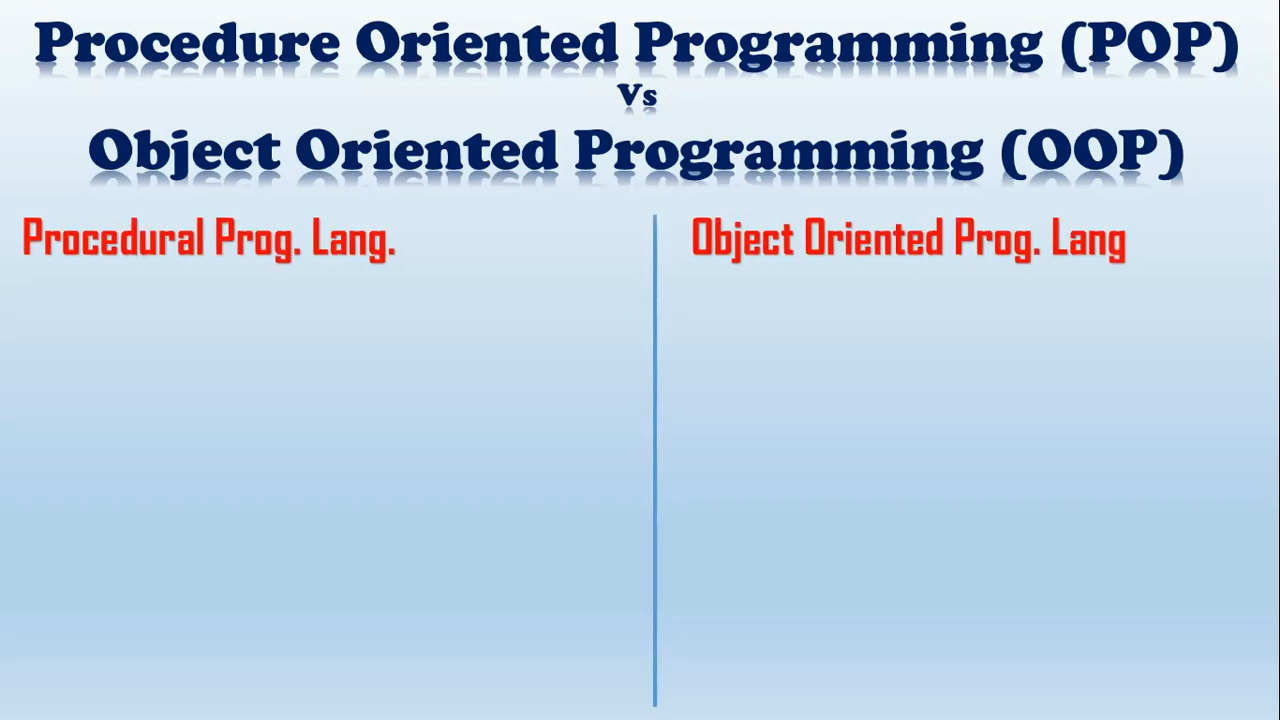 Procedure Oriented Programming (POP)
Vs
Object Oriented Programming (OOP)
Procedural Prog. Lang.
Object Oriented Prog. Lang